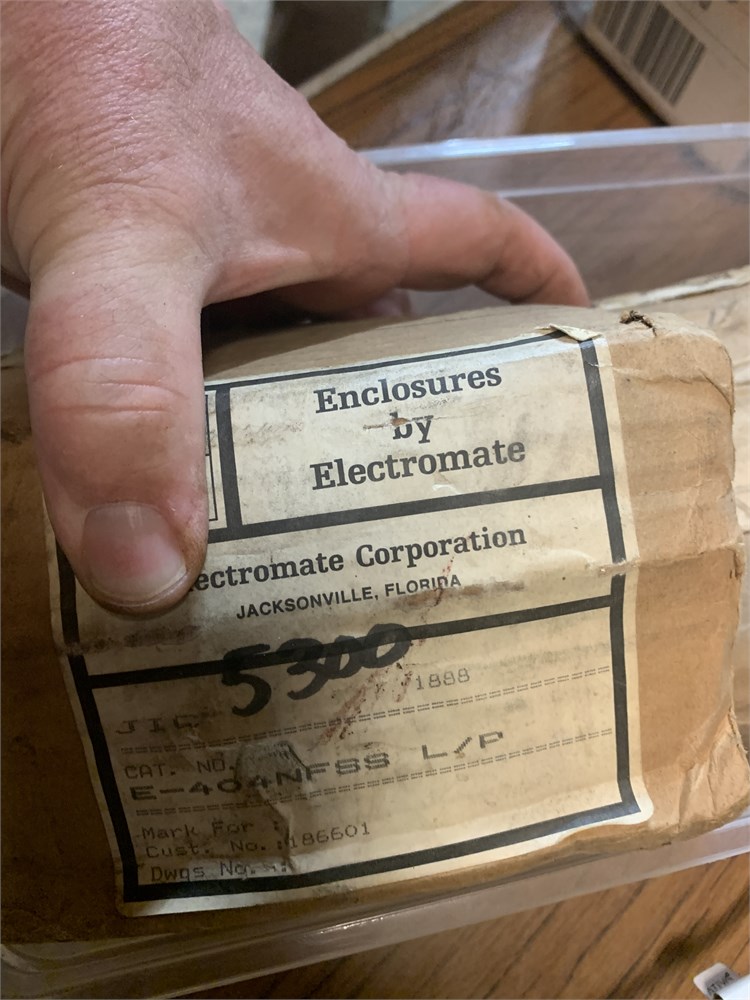 Enclosures
by
Electromate
ectromate Corporation
JACKSONVILLE, FLORIDA
5300
JIC 1888
CAT. NO.
E-404NFSS L/P
Mark For :
Cust. No. :186601
Dwgs No. :